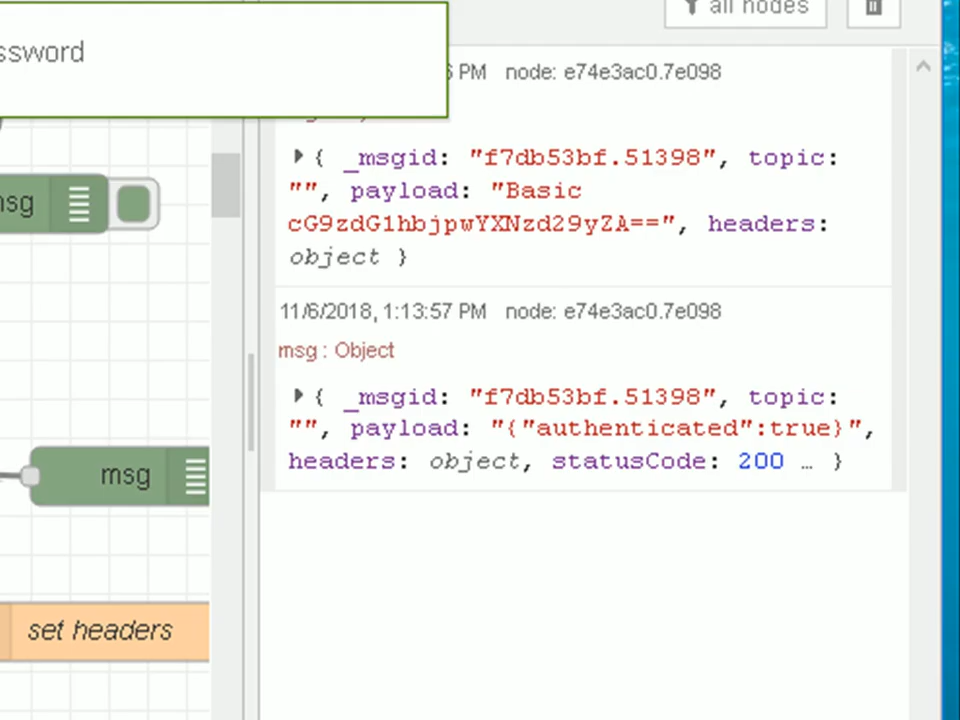 all nodes
ssword
PM node: e74e3ac0.7e098
▶ { _msgid: "f7db53bf.51398", topic:
"", payload: "Basic
cG9zdG1hbjpwYXNzd29yZA==", headers:
object }
11/6/2018, 1:13:57 PM node: e74e3ac0.7e098
msg : Object
▶ { _msgid: "f7db53bf.51398", topic:
"", payload: "{"authenticated":true}",
headers: object, statusCode: 200 … }
msg
msg
set headers